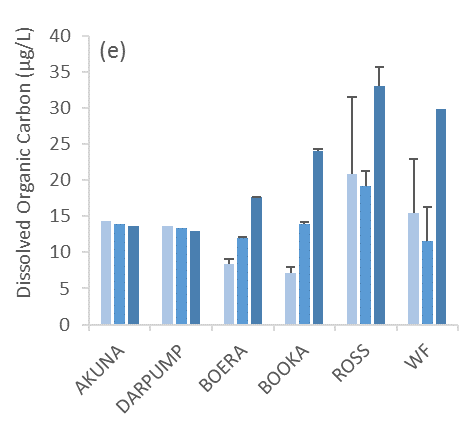 (e)
Dissolved Organic Carbon (µg/L)
40
35
30
25
20
15
10
5
0
AKUNA
DARPUMP
BOERA
BOOKA
ROSS
WF